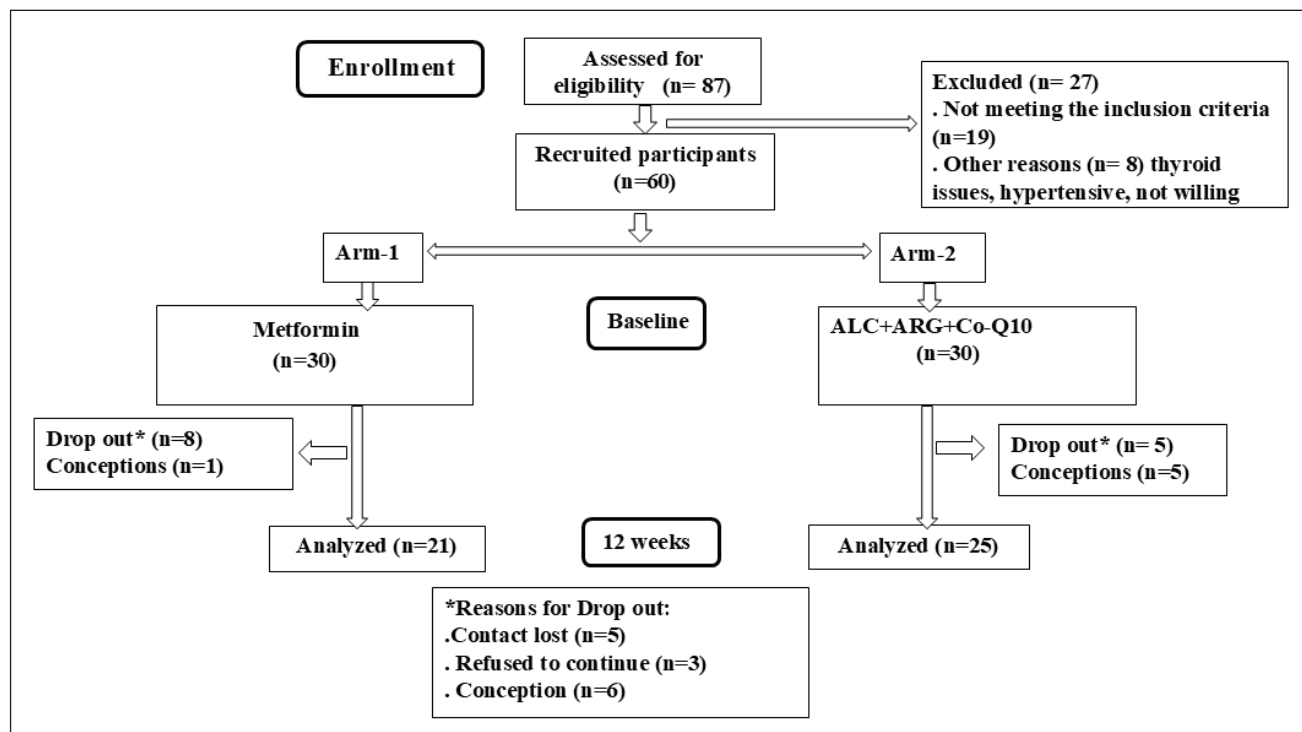 Enrollment
Assessed for
eligibility (n= 87)
Excluded (n= 27)
. Not meeting the inclusion criteria
(n=19)
. Other reasons (n= 8) thyroid
issues, hypertensive, not willing
Recruited participants
(n=60)
Arm-1
Arm-2
Metformin
(n=30)
Baseline
ALC+ARG+Co-Q10
(n=30)
Drop out* (n=8)
Conceptions (n=1)
Drop out* (n= 5)
Conceptions (n=5)
Analyzed (n=21)
12 weeks
Analyzed (n=25)
*Reasons for Drop out:
.Contact lost (n=5)
. Refused to continue (n=3)
. Conception (n=6)